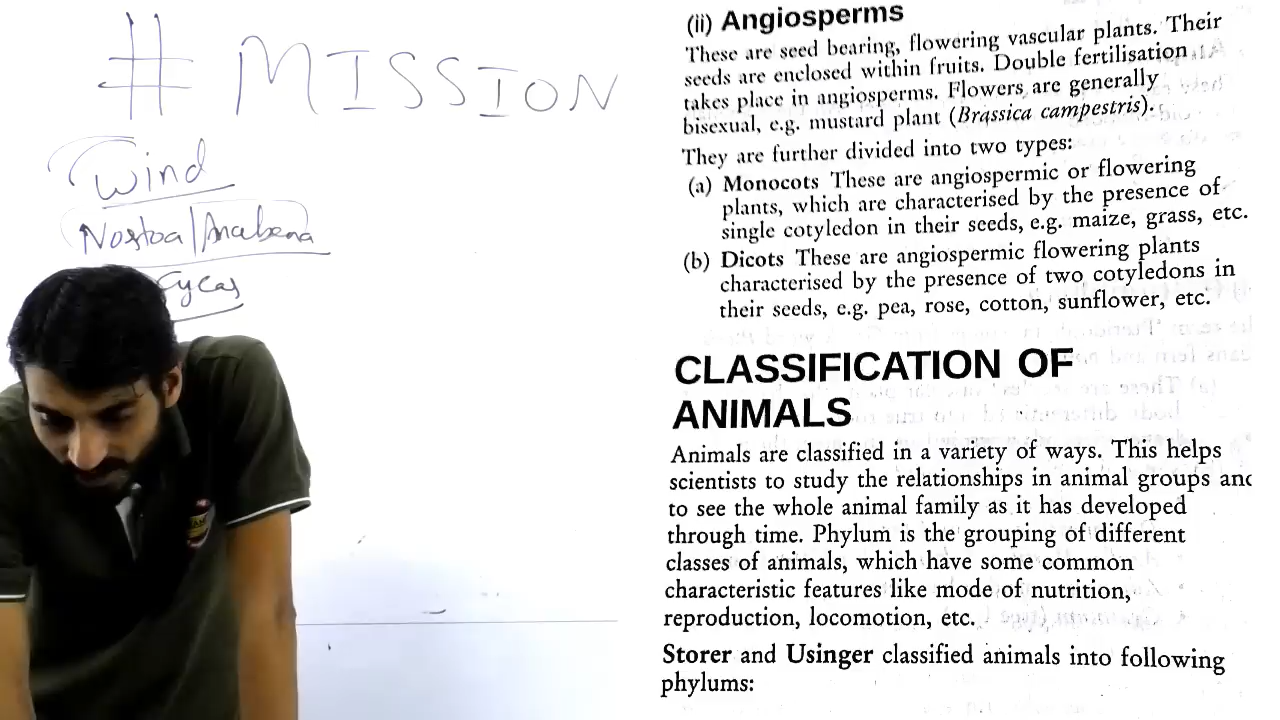 # MISSION
Wind
Nostoa/Anabena
Cycas
(ii) Angiosperms
These are seed bearing, flowering vascular plants. Their
seeds are enclosed within fruits. Double fertilisation
takes place in angiosperms. Flowers are generally
bisexual, e.g. mustard plant (Brassica campestris).
They are further divided into two types:
(a) Monocots These are angiospermic or flowering
plants, which are characterised by the presence of
single cotyledon in their seeds, e.g. maize, grass, etc.
(b) Dicots These are angiospermic flowering plants
characterised by the presence of two cotyledons in
their seeds, e.g. pea, rose, cotton, sunflower, etc.
CLASSIFICATION OF
ANIMALS
Animals are classified in a variety of ways. This helps
scientists to study the relationships in animal groups and
to see the whole animal family as it has developed
through time. Phylum is the grouping of different
classes of animals, which have some common
characteristic features like mode of nutrition,
reproduction, locomotion, etc.
Storer and Usinger classified animals into following
phylums: